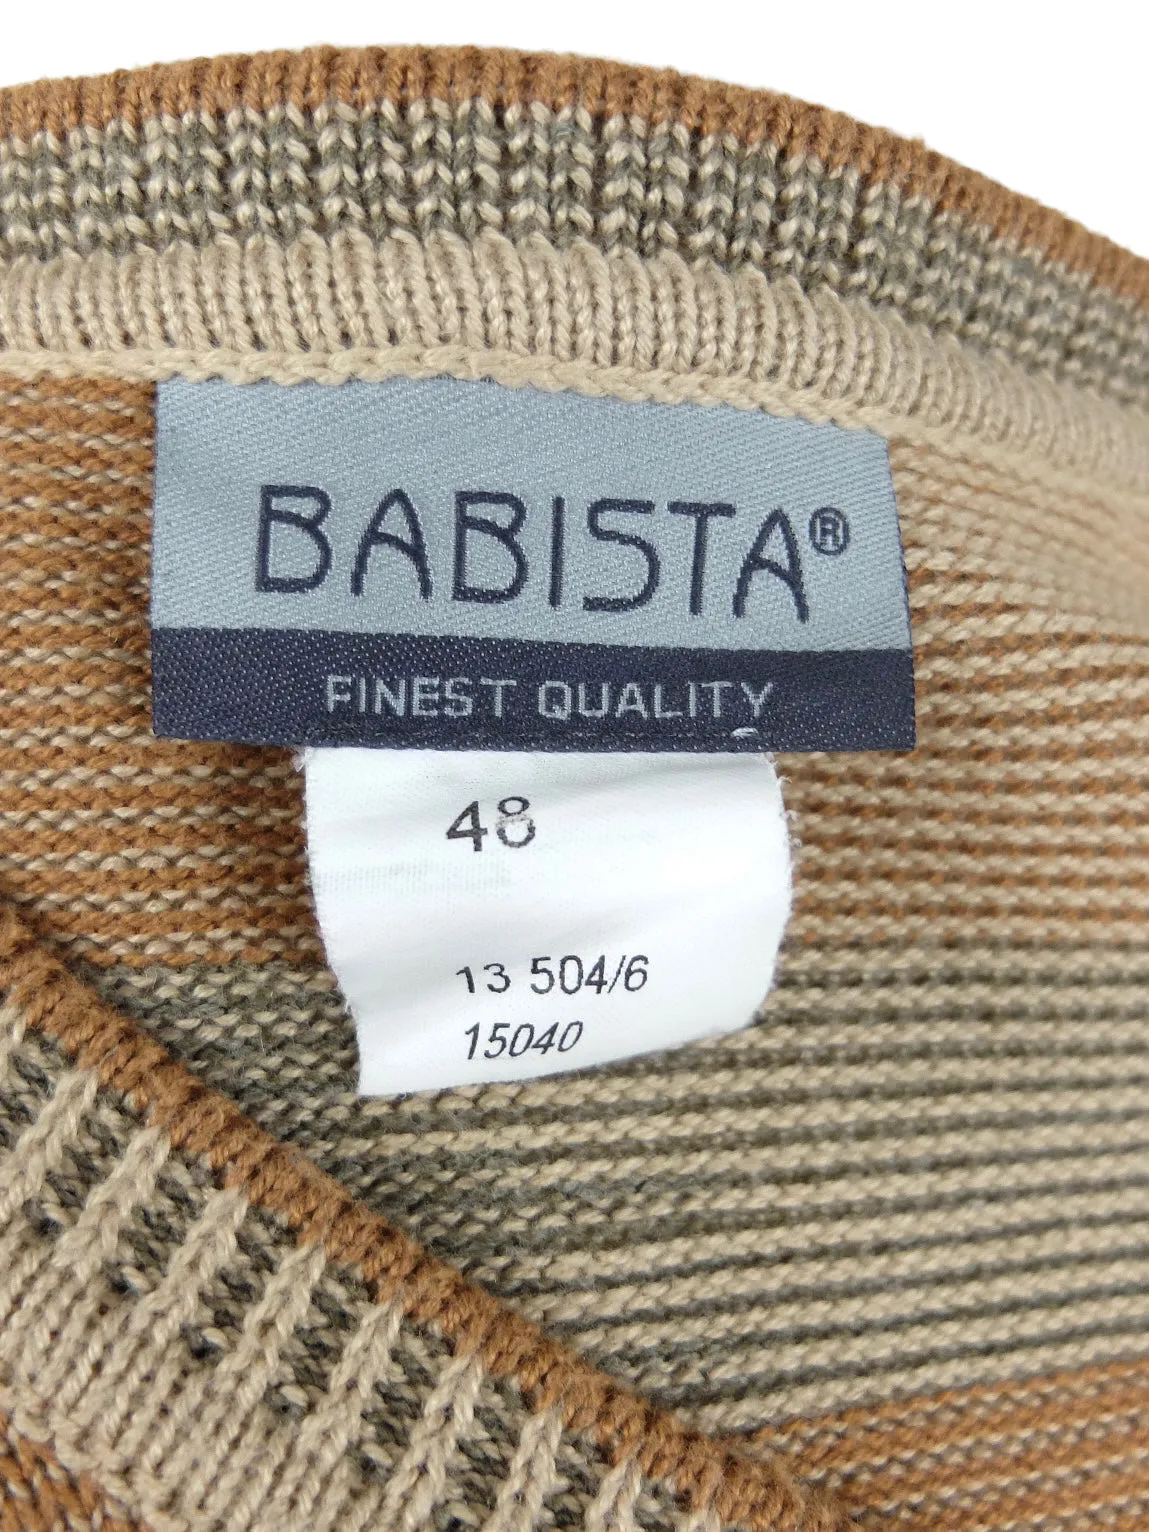 BABISTA®
FINEST QUALITY
48
13 504/6
15040